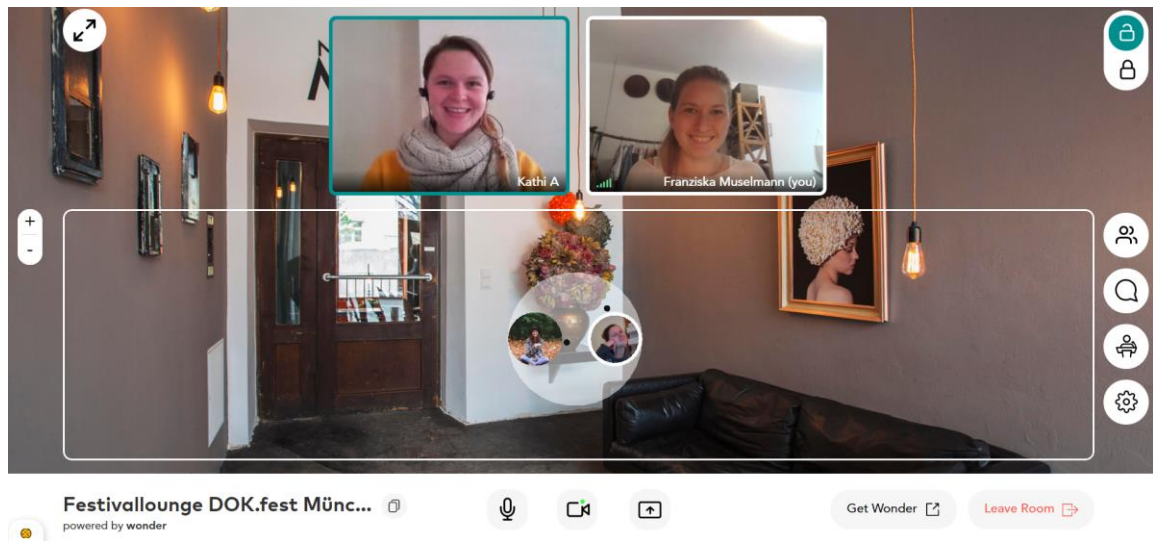 Kathi A
Franziska Muselmann (you)
+
-
Festivallounge DOK.fest Münc...
powered by wonder
Get Wonder
Leave Room